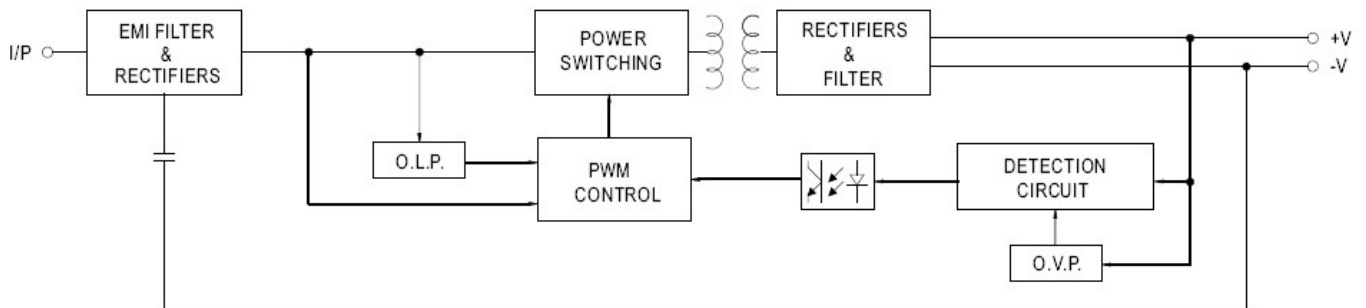 I/P
EMI FILTER
&
RECTIFIERS
POWER
SWITCHING
RECTIFIERS
&
FILTER
+V
-V
O.L.P.
PWM
CONTROL
DETECTION
CIRCUIT
O.V.P.